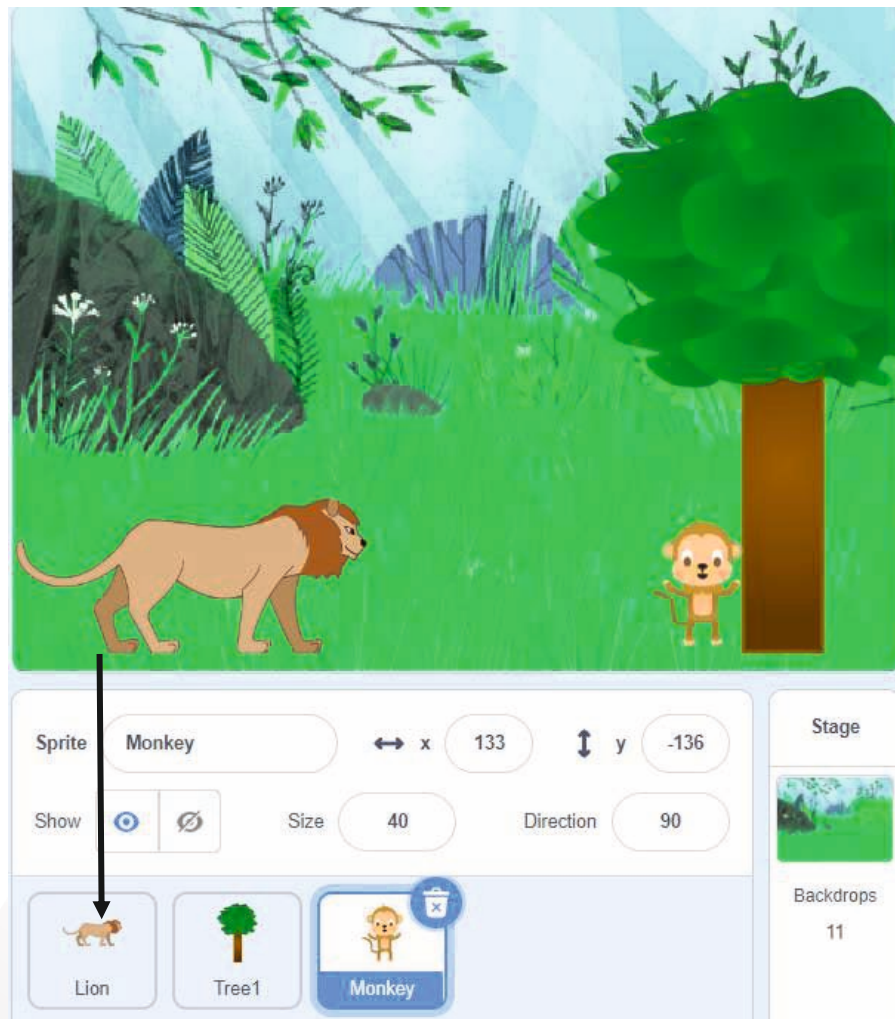 Sprite Monkey x 133 y -136
Show Size 40 Direction 90
Stage
Backdrops
11
Lion Tree1 Monkey